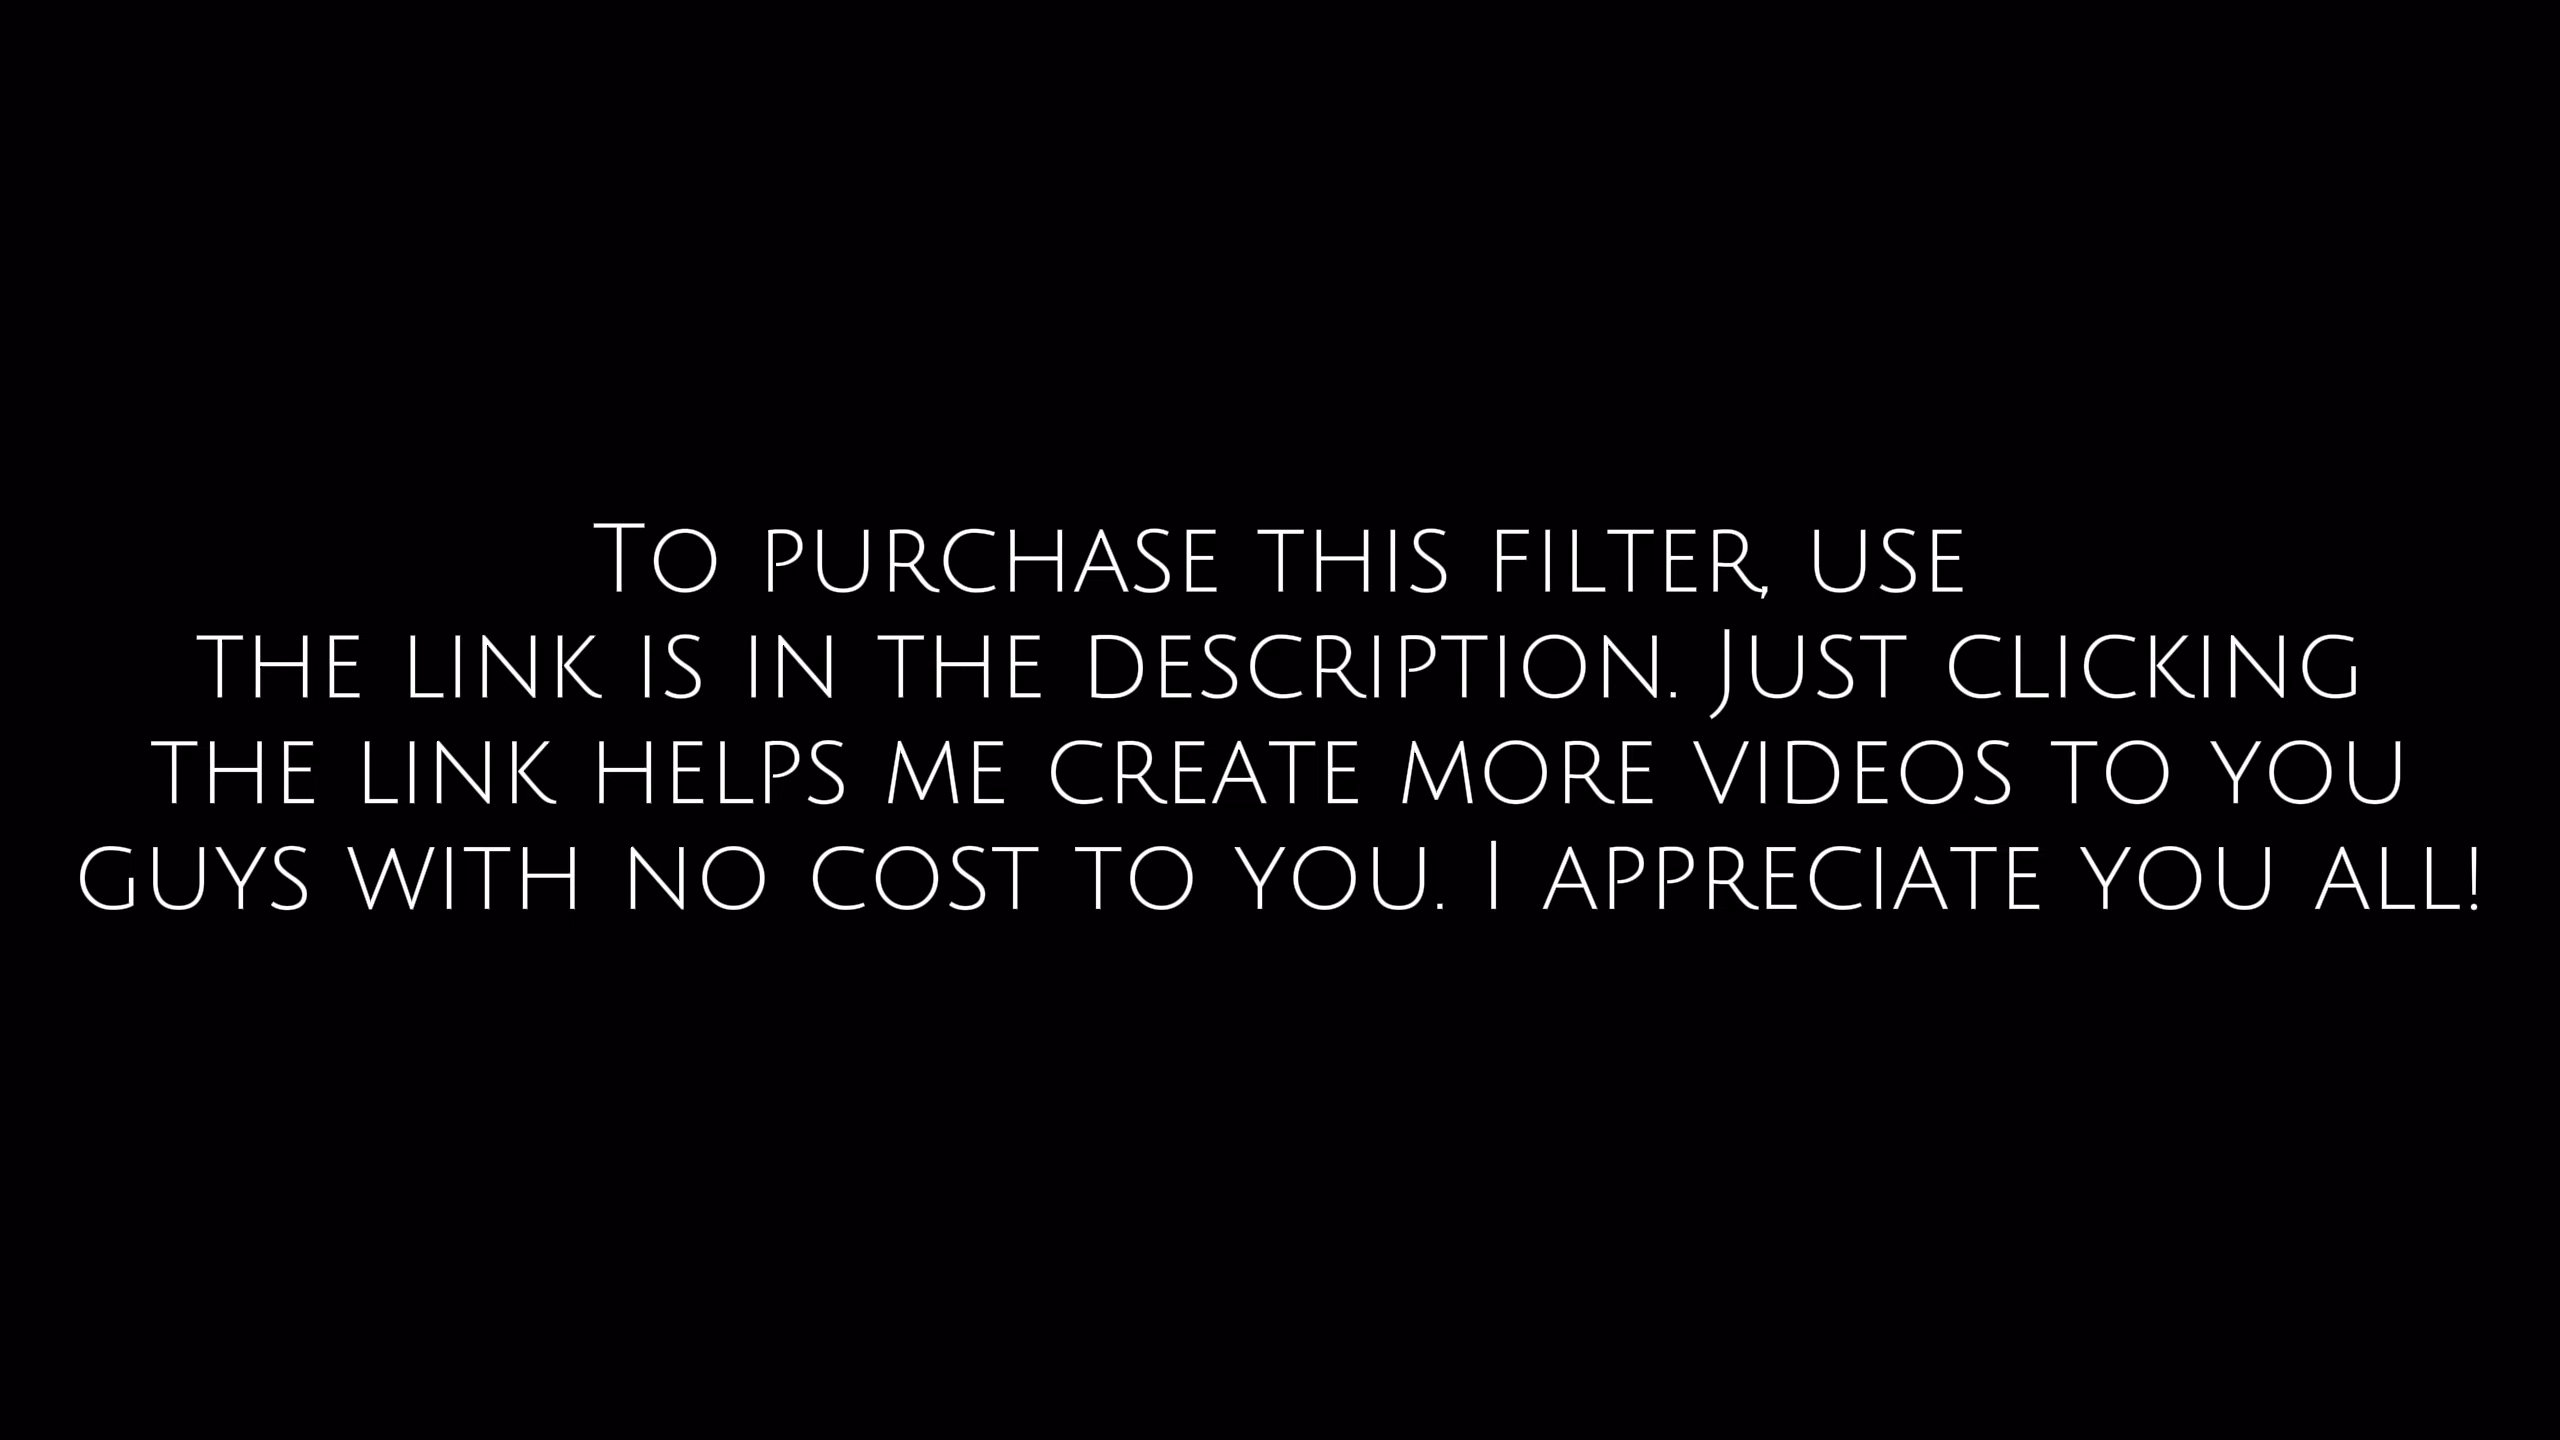 To purchase this filter, use
the link is in the description. Just clicking
the link helps me create more videos to you
guys with no cost to you. I appreciate you all!